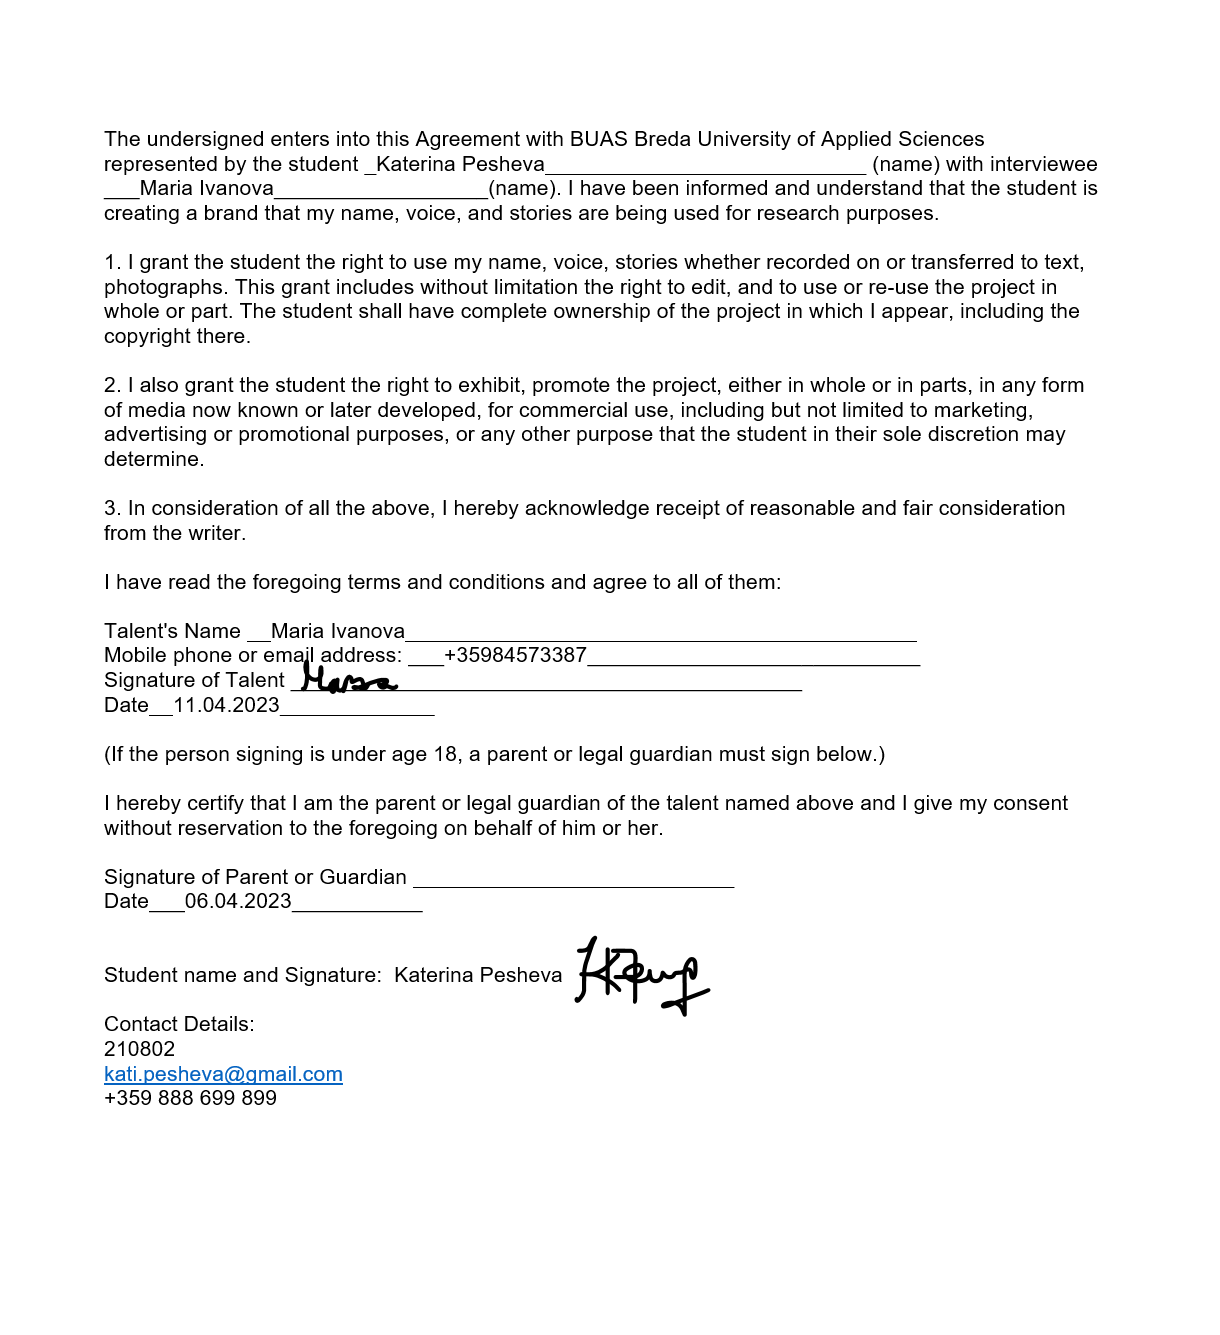 The undersigned enters into this Agreement with BUAS Breda University of Applied Sciences
represented by the student _Katerina Pesheva___________________________ (name) with interviewee
___Maria Ivanova__________________(name). I have been informed and understand that the student is
creating a brand that my name, voice, and stories are being used for research purposes.
1. I grant the student the right to use my name, voice, stories whether recorded on or transferred to text,
photographs. This grant includes without limitation the right to edit, and to use or re-use the project in
whole or part. The student shall have complete ownership of the project in which I appear, including the
copyright there.
2. I also grant the student the right to exhibit, promote the project, either in whole or in parts, in any form
of media now known or later developed, for commercial use, including but not limited to marketing,
advertising or promotional purposes, or any other purpose that the student in their sole discretion may
determine.
3. In consideration of all the above, I hereby acknowledge receipt of reasonable and fair consideration
from the writer.
I have read the foregoing terms and conditions and agree to all of them:
Talent's Name __Maria Ivanova___________________________________________
Mobile phone or email address: ___+35984573387____________________________
Signature of Talent ___________________________________________
Date__11.04.2023_____________
(If the person signing is under age 18, a parent or legal guardian must sign below.)
I hereby certify that I am the parent or legal guardian of the talent named above and I give my consent
without reservation to the foregoing on behalf of him or her.
Signature of Parent or Guardian ___________________________
Date___06.04.2023___________
Student name and Signature: Katerina Pesheva
Contact Details:
210802
kati.pesheva@gmail.com
+359 888 699 899